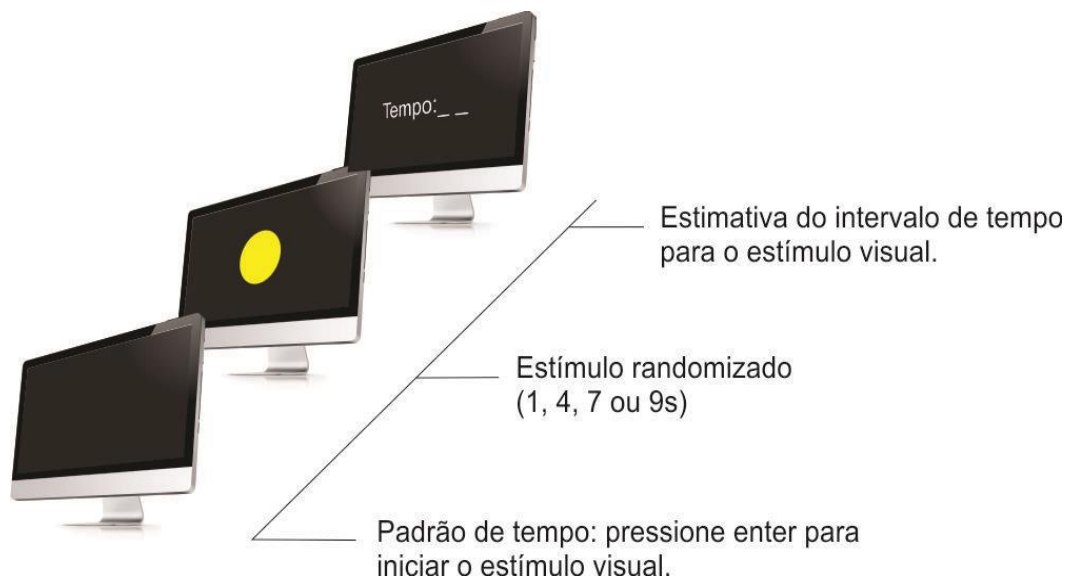 Tempo:_ _
Estimativa do intervalo de tempo
para o estímulo visual.
Estímulo randomizado
(1, 4, 7 ou 9s)
Padrão de tempo: pressione enter para
iniciar o estímulo visual.